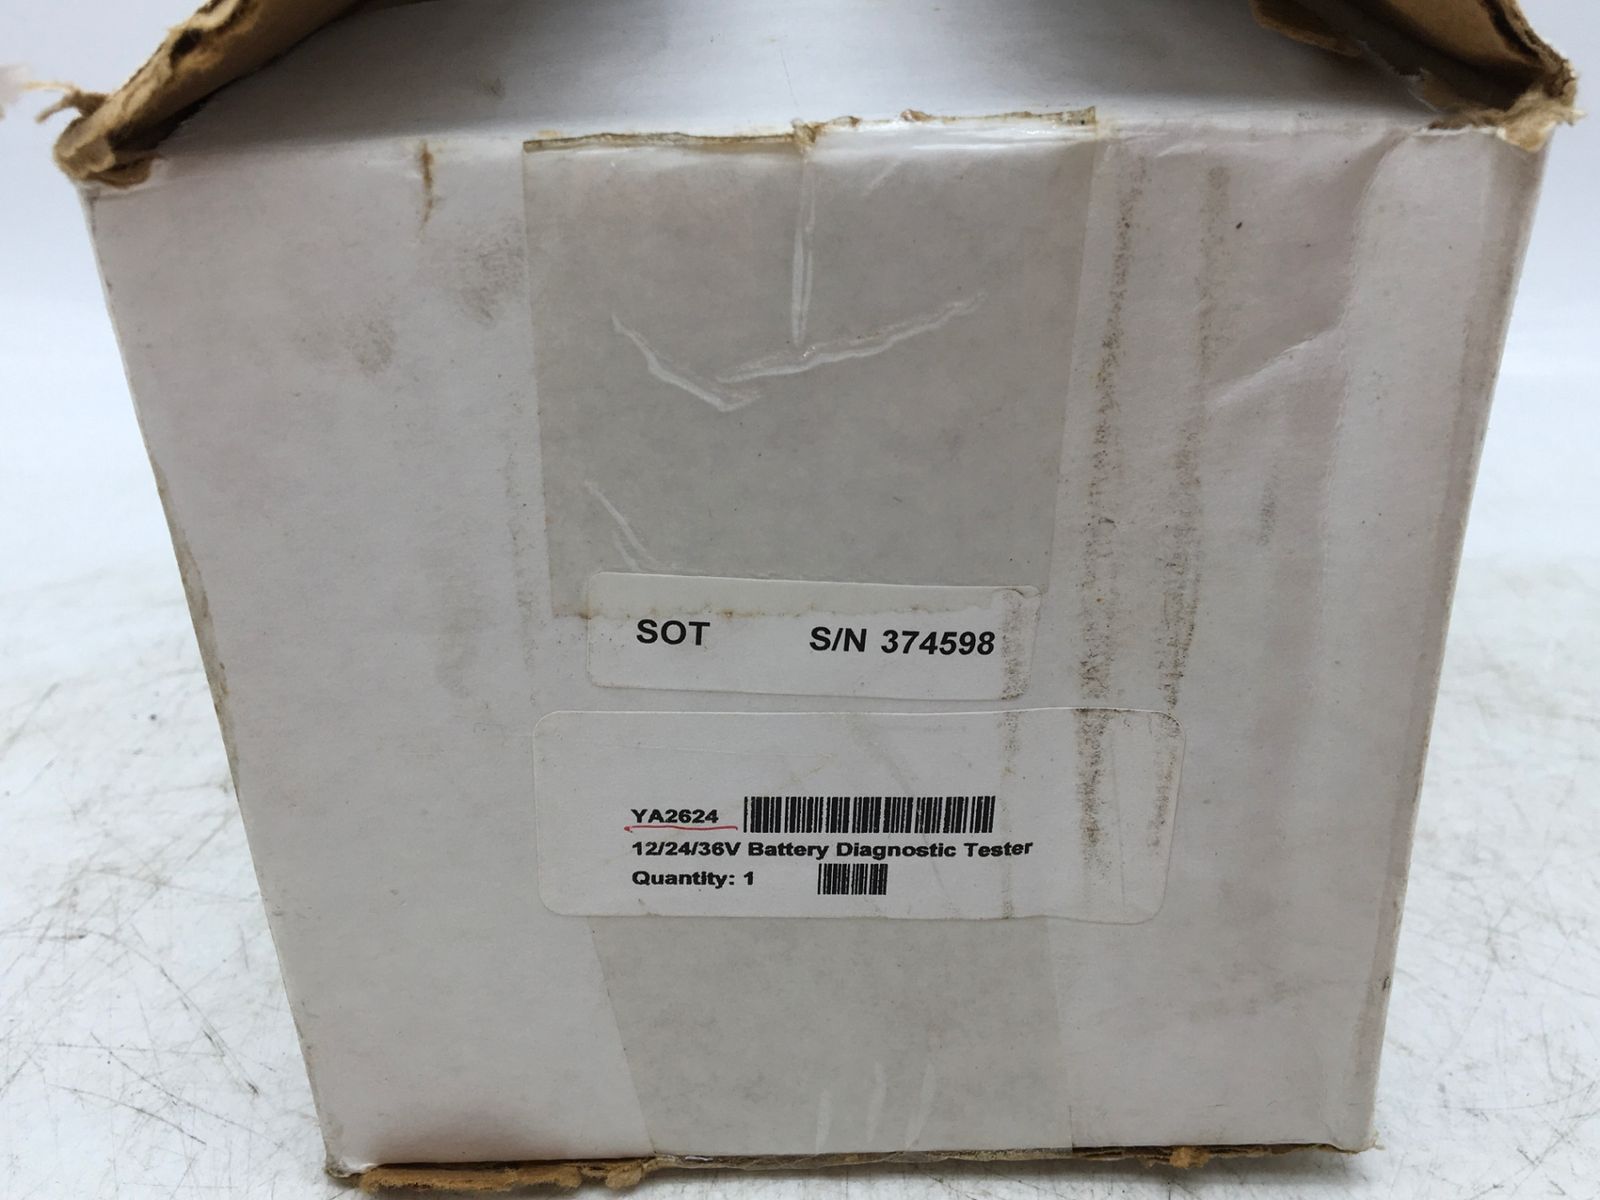 SOT S/N 374598
YA2624
12/24/36V Battery Diagnostic Tester
Quantity: 1